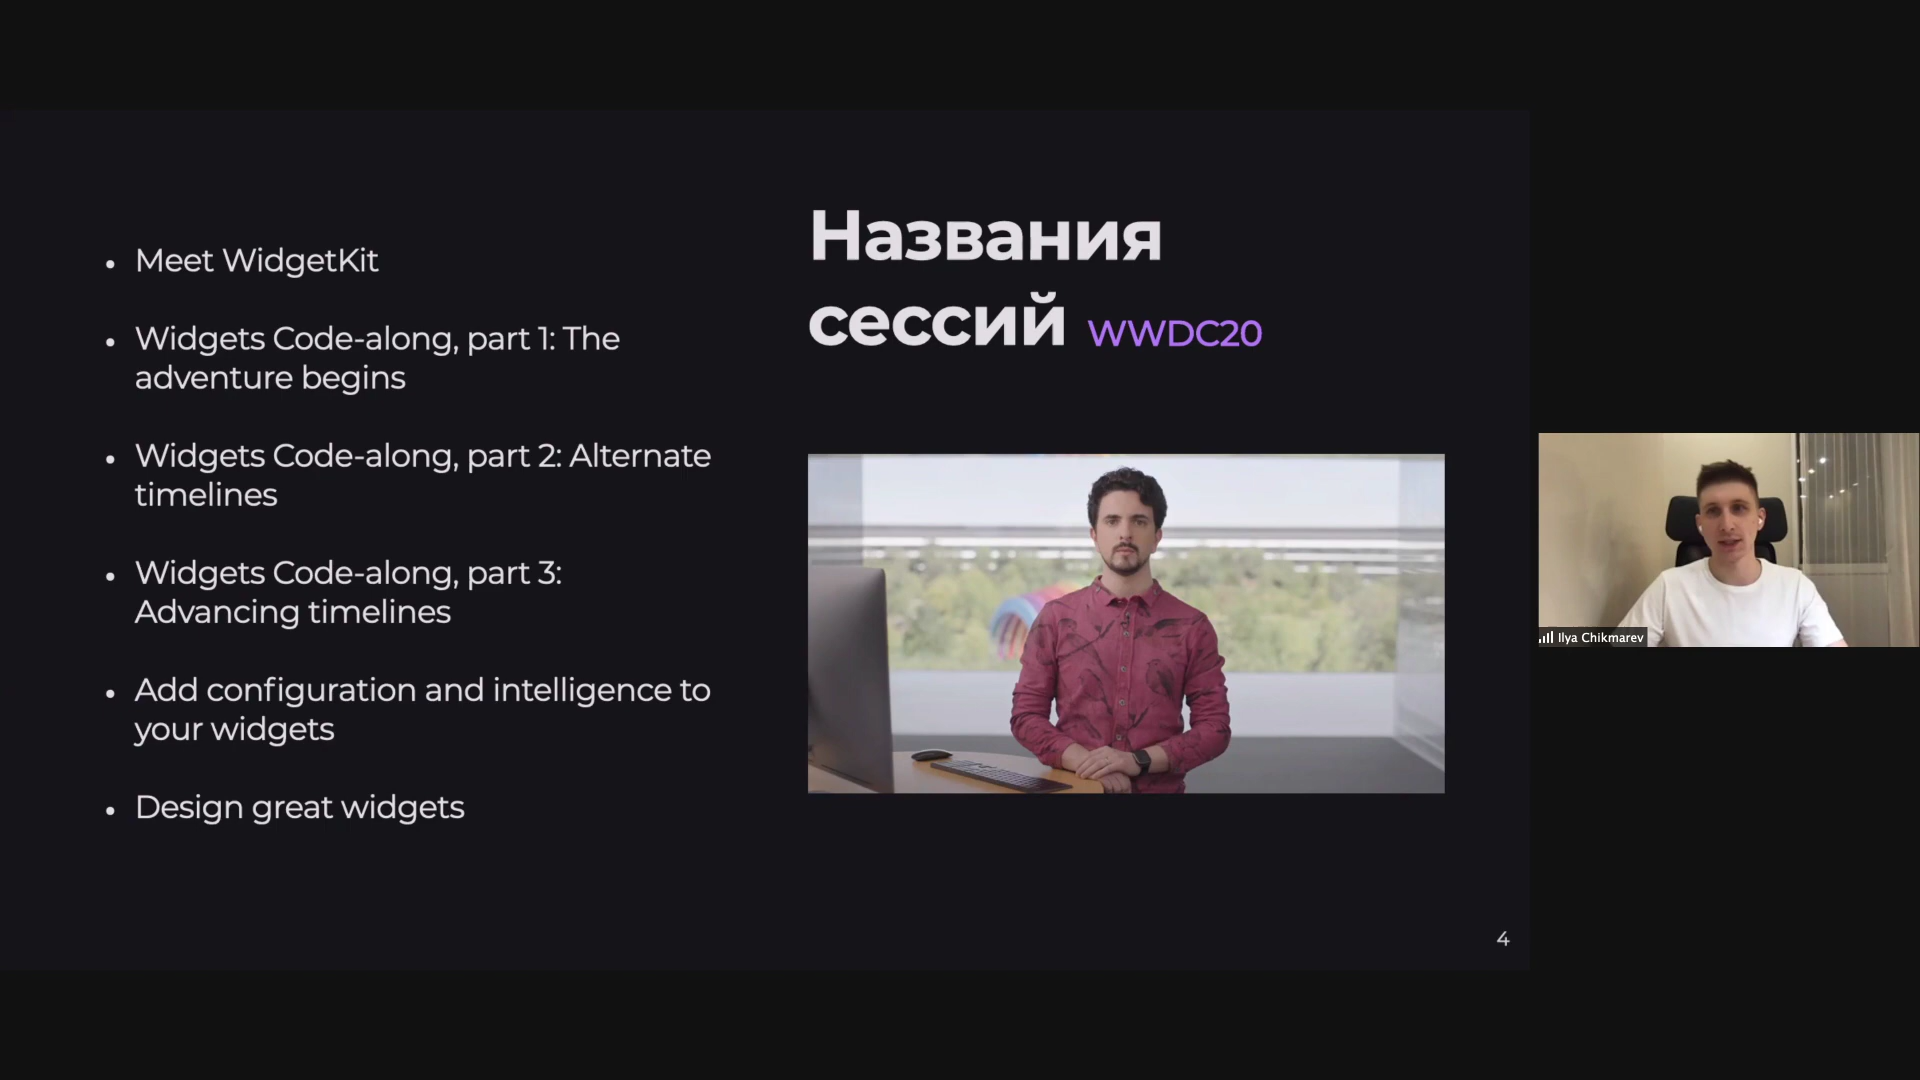 Meet WidgetKit
Widgets Code-along, part 1: The
adventure begins
Widgets Code-along, part 2: Alternate
timelines
Widgets Code-along, part 3:
Advancing timelines
Add configuration and intelligence to
your widgets
Design great widgets
Названия
сессий WWDC20
Ilya Chikmarev
4